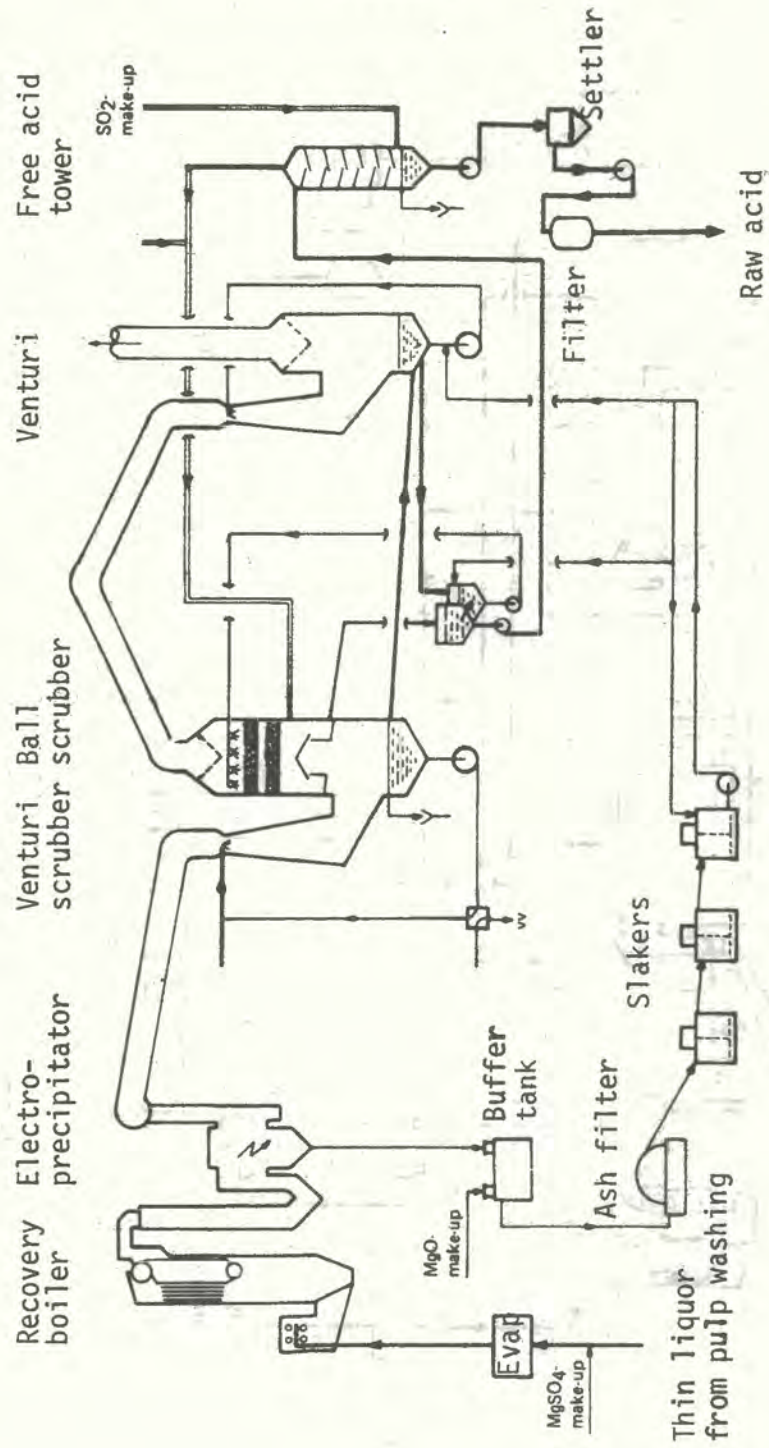 Recovery
boiler
Electro-
precipitator
Venturi
scrubber
Ball
scrubber
Venturi
Free acid
tower
SO₂-
make-up
Settler
Filter
Raw acid
MgO-
make-up
Buffer
tank
Evap
MgSO₄-
make-up
Ash filter
Slakers
Thin liquor
from pulp washing